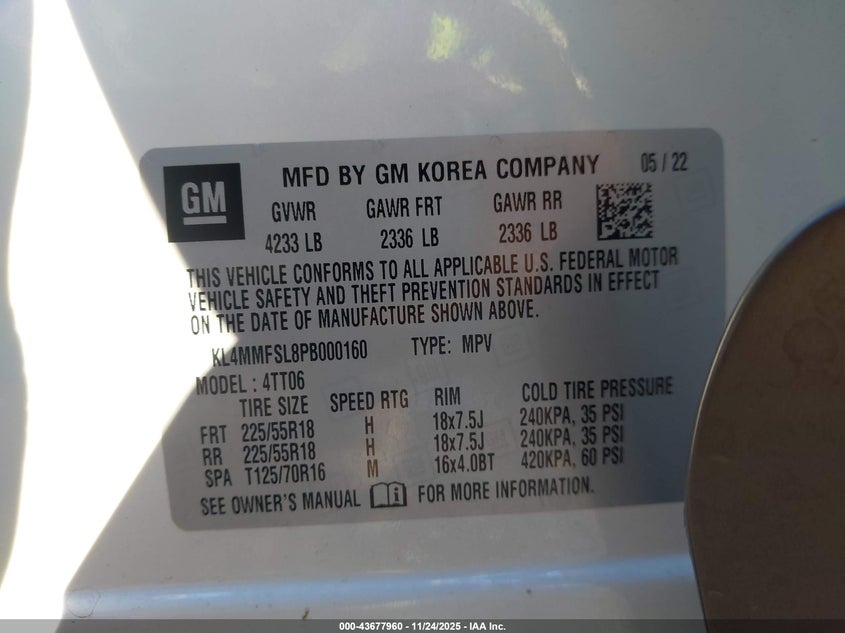 GM
MFD BY GM KOREA COMPANY 05 / 22
GVWR GAWR FRT GAWR RR
4233 LB 2336 LB 2336 LB
THIS VEHICLE CONFORMS TO ALL APPLICABLE U.S. FEDERAL MOTOR
VEHICLE SAFETY AND THEFT PREVENTION STANDARDS IN EFFECT
ON THE DATE OF MANUFACTURE SHOWN ABOVE.
KL4MMFSL8PB000160 TYPE: MPV
MODEL : 4TT06
TIRE SIZE SPEED RTG RIM COLD TIRE PRESSURE
FRT 225/55R18 H 18x7.5J 240KPA, 35 PSI
RR 225/55R18 H 18x7.5J 240KPA, 35 PSI
SPA T125/70R16 M 16x4.0BT 420KPA, 60 PSI
SEE OWNER'S MANUAL FOR MORE INFORMATION.
000-43677960 - 11/24/2025 - IAA Inc.